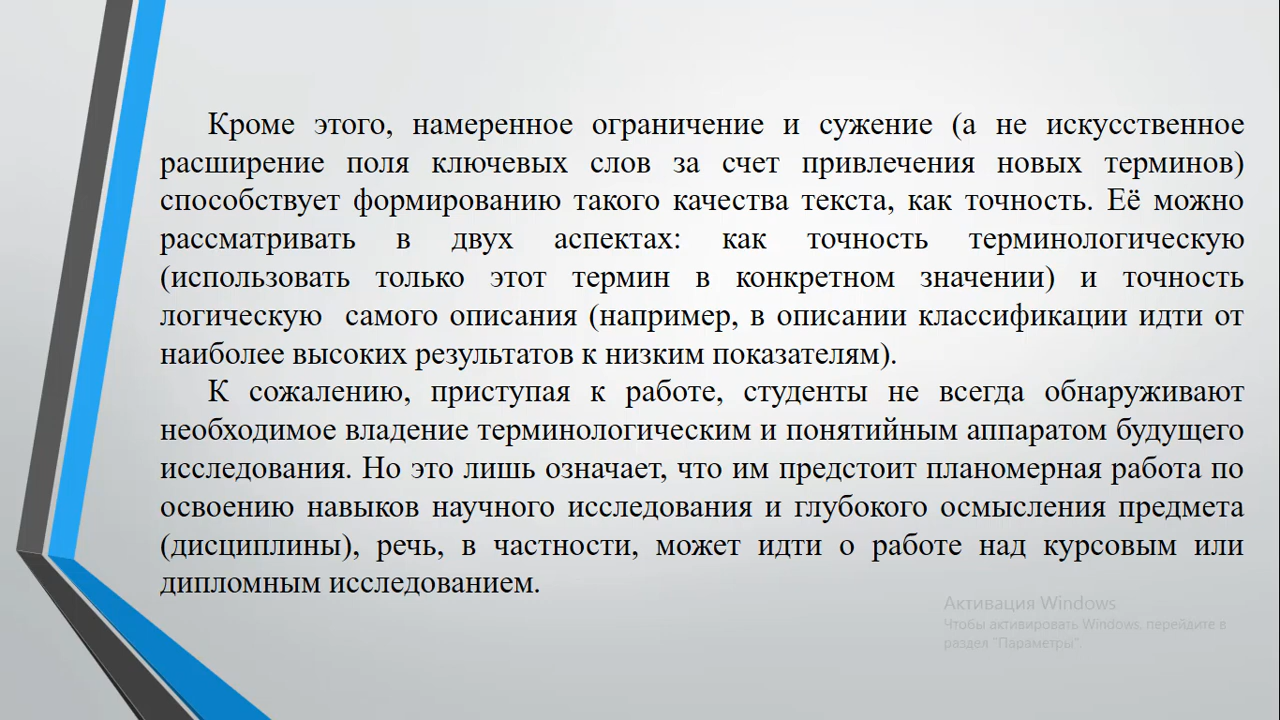 Кроме этого, намеренное ограничение и сужение (а не искусственное
расширение поля ключевых слов за счет привлечения новых терминов)
способствует формированию такого качества текста, как точность. Её можно
рассматривать в двух аспектах: как точность терминологическую
(использовать только этот термин в конкретном значении) и точность
логическую самого описания (например, в описании классификации идти от
наиболее высоких результатов к низким показателям).
К сожалению, приступая к работе, студенты не всегда обнаруживают
необходимое владение терминологическим и понятийным аппаратом будущего
исследования. Но это лишь означает, что им предстоит планомерная работа по
освоению навыков научного исследования и глубокого осмысления предмета
(дисциплины), речь, в частности, может идти о работе над курсовым или
дипломным исследованием.
Активация Windows
Чтобы активировать Windows, перейдите в
раздел "Параметры".